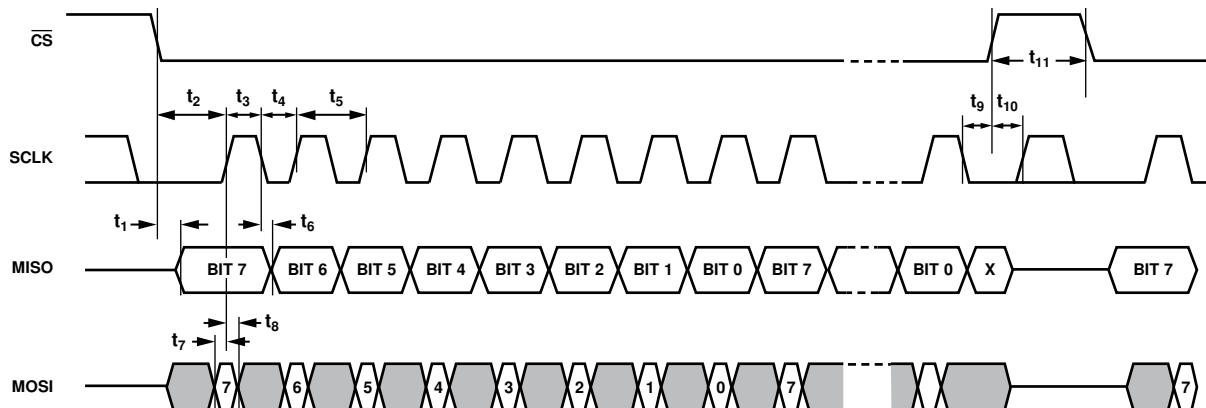 CS
t11
t2 t3 t4 t5
t9 t10
SCLK
t1 t6
MISO BIT 7 BIT 6 BIT 5 BIT 4 BIT 3 BIT 2 BIT 1 BIT 0 BIT 7 BIT 0 X BIT 7
t7 t8
MOSI 7 6 5 4 3 2 1 0 7 7